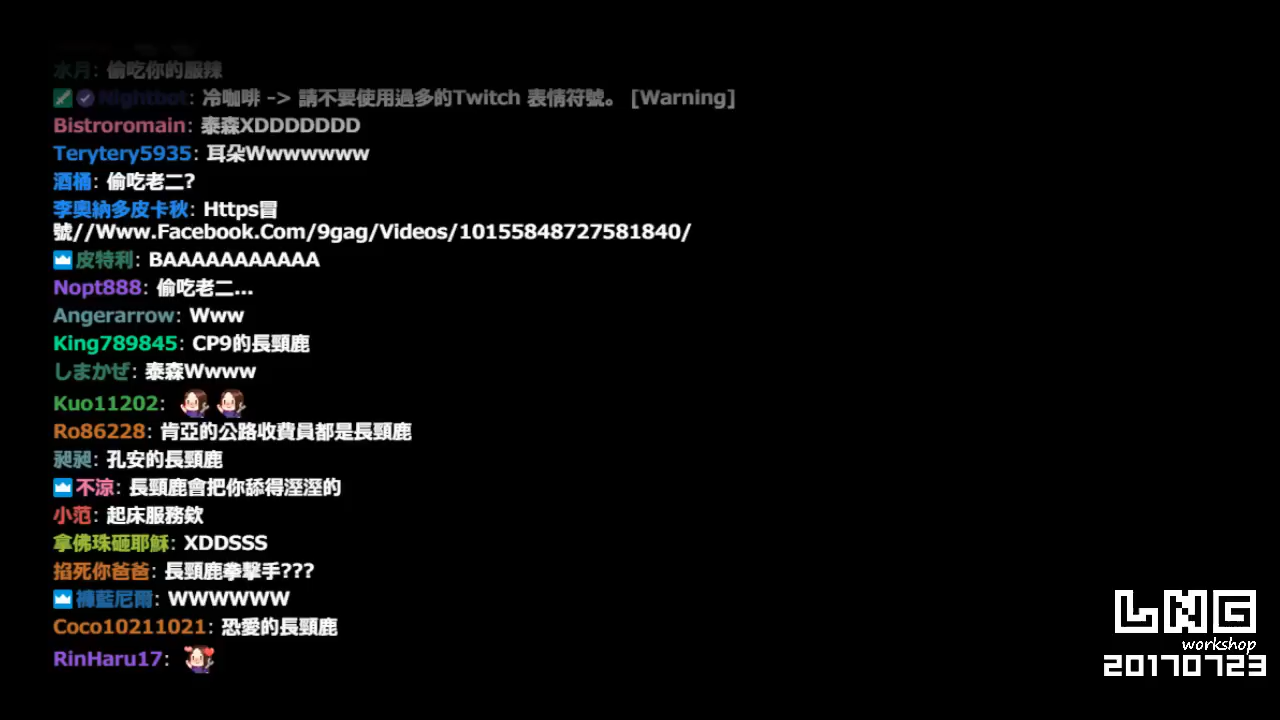 水月: 偷吃你的服辣
Nightbot: 冷咖啡 -> 請不要使用過多的Twitch 表情符號。 [Warning]
Bistroromain: 泰森XDDDDDDD
Terytery5935: 耳朵Wwwwwww
酒桶: 偷吃老二?
李奧納多皮卡秋: Https冒
號//Www.Facebook.Com/9gag/Videos/10155848727581840/
皮特利: BAAAAAAAAAAA
Nopt888: 偷吃老二...
Angerarrow: Www
King789845: CP9的長頸鹿
しまかぜ: 泰森Wwww
Kuo11202:
Ro86228: 肯亞的公路收費員都是長頸鹿
昶昶: 孔安的長頸鹿
不涼: 長頸鹿會把你舔得溼溼的
小范: 起床服務欸
拿佛珠砸耶穌: XDDSSS
掐死你爸爸: 長頸鹿拳擊手???
褲藍尼爾: WWWWWW
Coco10211021: 恐愛的長頸鹿
RinHaru17:
LNG
workshop
20170723